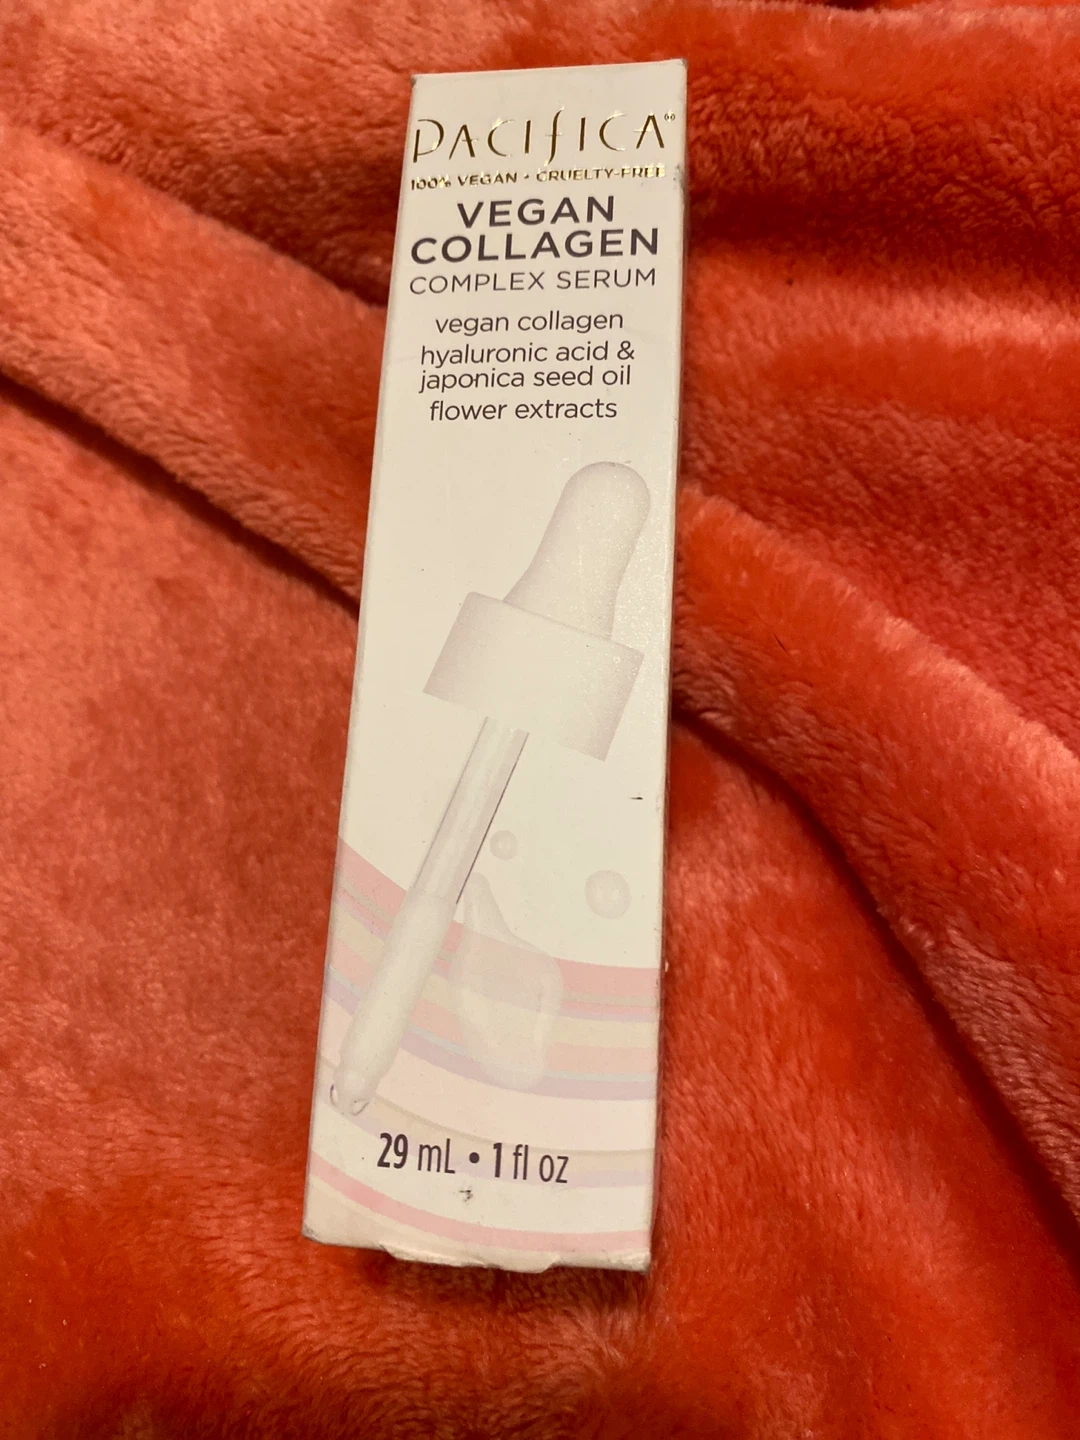 PACIFICA
100% VEGAN • CRUELTY-FREE
VEGAN
COLLAGEN
COMPLEX SERUM
vegan collagen
hyaluronic acid &
japonica seed oil
flower extracts
29 mL • 1 fl oz